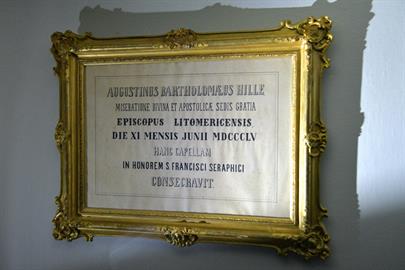 AUGUSTINUS BARTHOLOMÆUS HILLE
MISERATIONE DIVINA ET APOSTOLICÆ SEDIS GRATIA
EPISCOPUS LITOMERICENSIS
DIE XI MENSIS JUNII MDCCCLV
HANC CAPELLAM
IN HONOREM S FRANCISCI SERAPHICI
CONSECRAVIT.